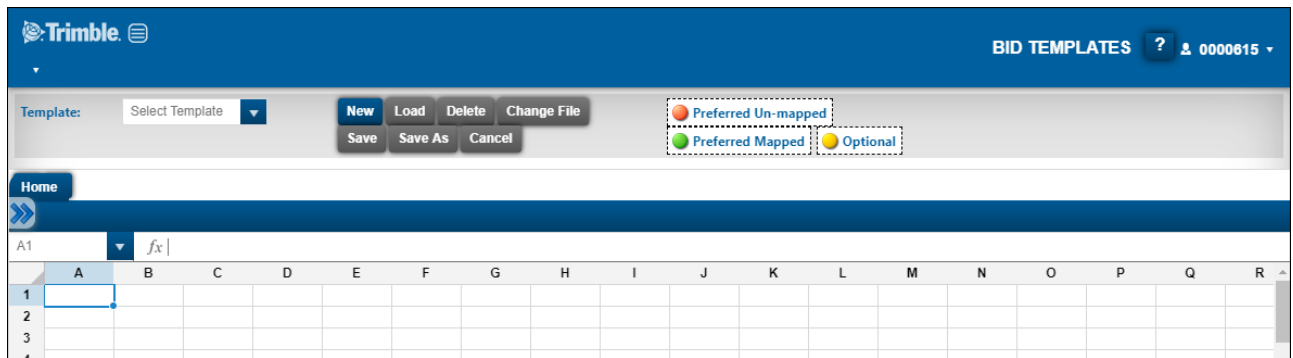 Trimble.
BID TEMPLATES ? 0000615
Template: Select Template New Load Delete Change File Preferred Un-mapped
Save Save As Cancel Preferred Mapped Optional
Home
A1 fx
A B C D E F G H I J K L M N O P Q R
1
2
3